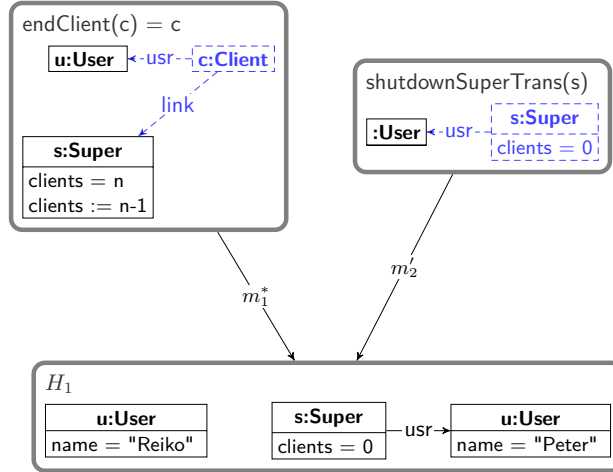 endClient(c) = c
u:User
usr
c:Client
link
s:Super
clients = n
clients := n-1
shutdownSuperTrans(s)
:User
usr
s:Super
clients = 0
m₁*
m₂′
H₁
u:User
name = "Reiko"
s:Super
clients = 0
usr
u:User
name = "Peter"